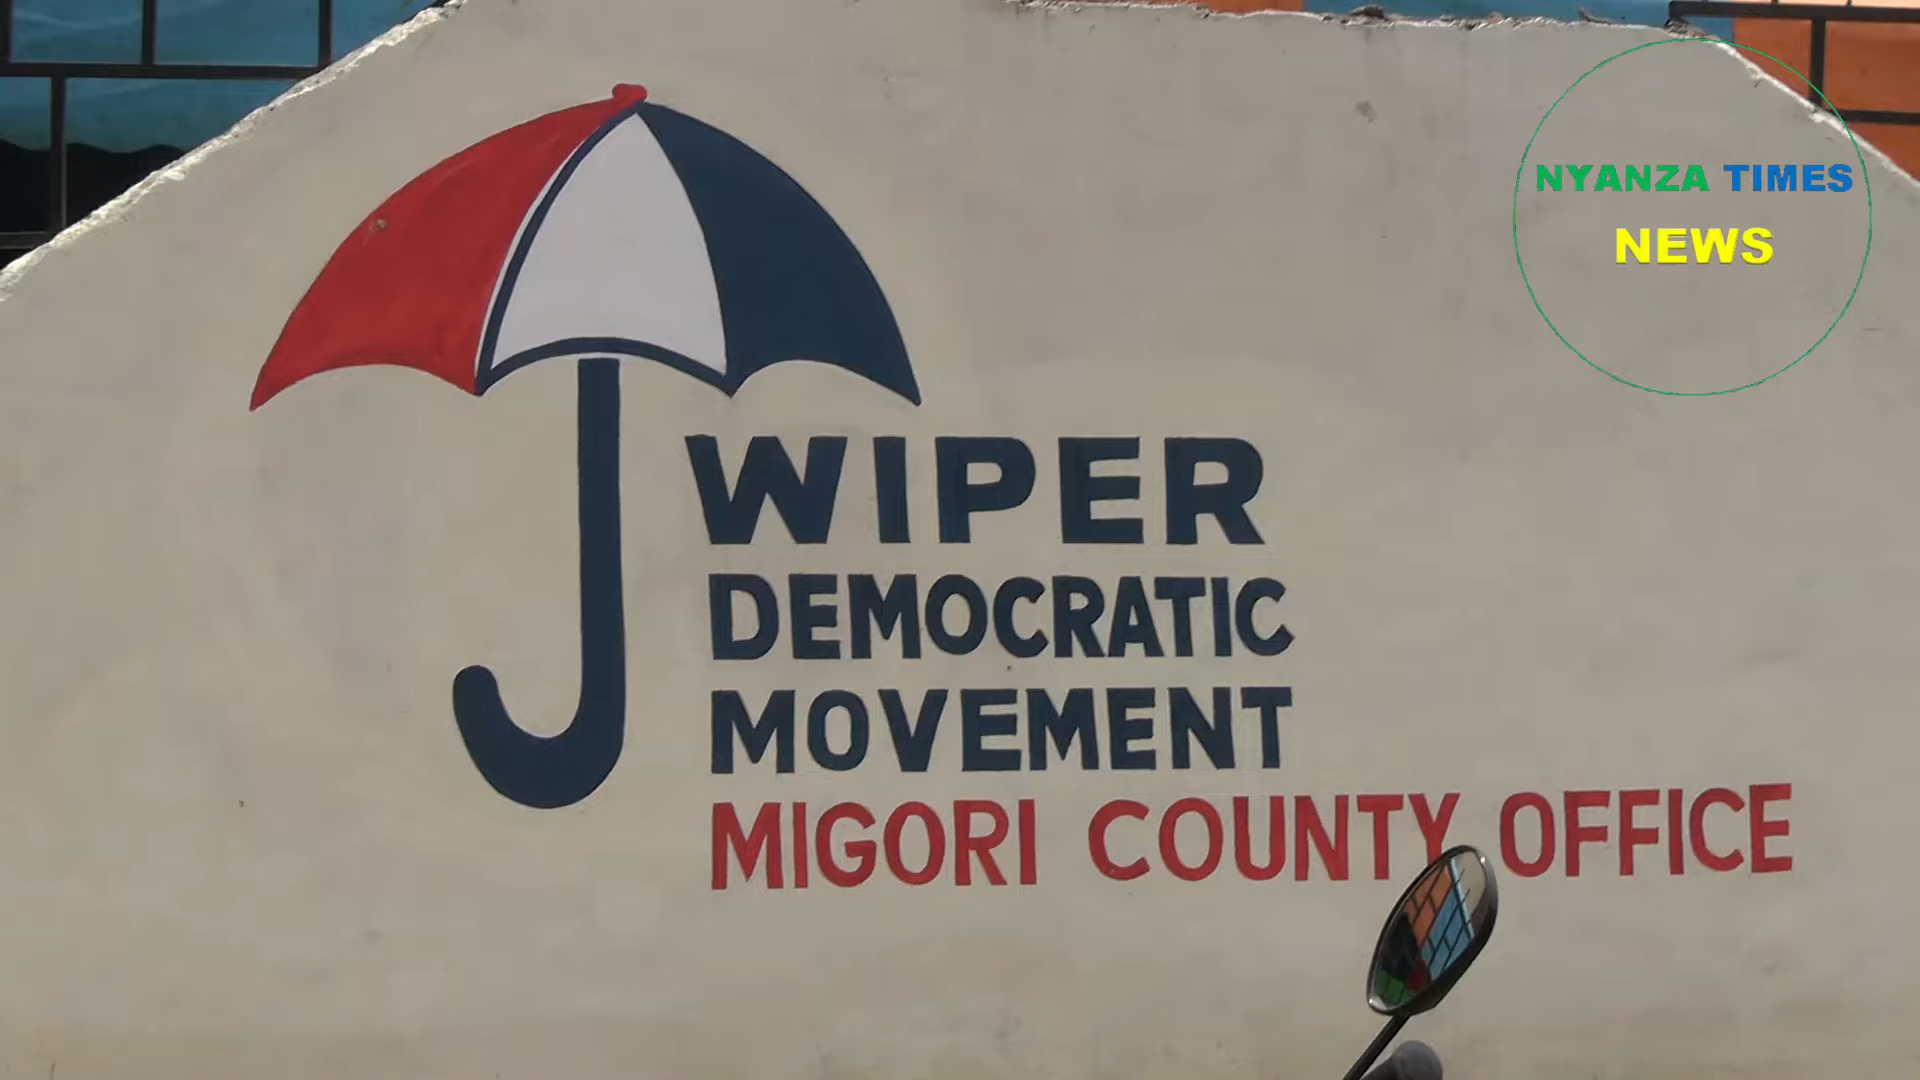 NYANZA TIMES
NEWS
WIPER
DEMOCRATIC
MOVEMENT
MIGORI COUNTY OFFICE